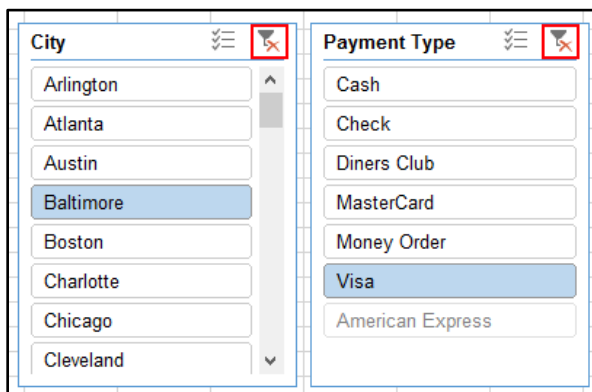 City
Arlington
Atlanta
Austin
Baltimore
Boston
Charlotte
Chicago
Cleveland
Payment Type
Cash
Check
Diners Club
MasterCard
Money Order
Visa
American Express